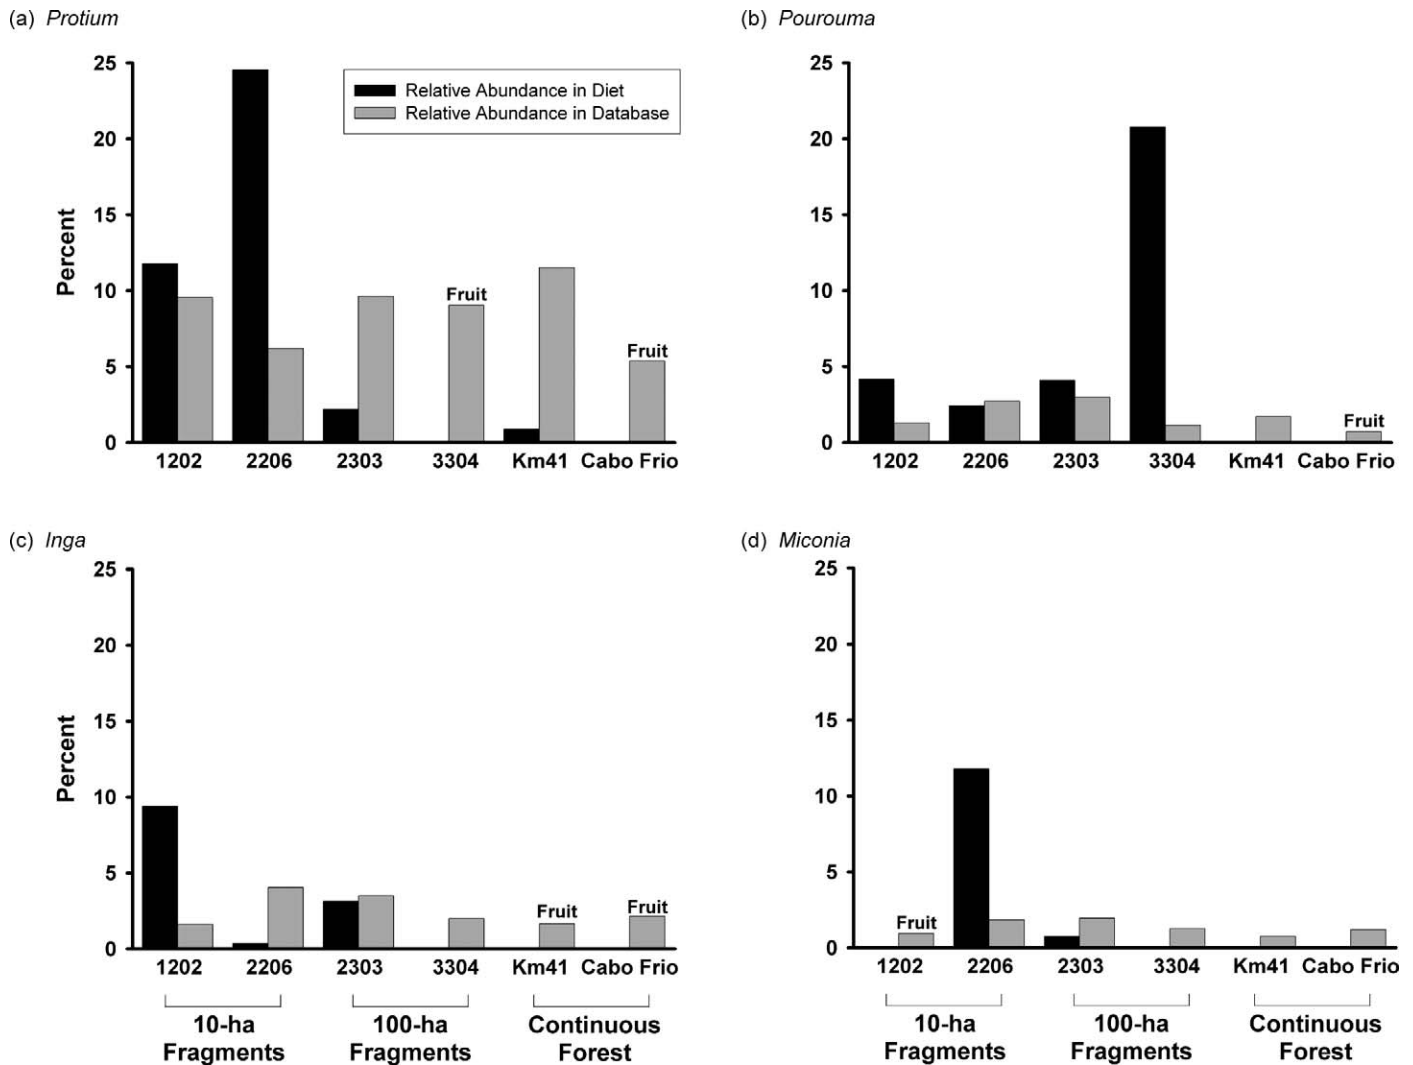 (a) Protium
25
20
15
10
5
0
Percent
Relative Abundance in Diet
Relative Abundance in Database
Fruit
Fruit
1202 2206 2303 3304 Km41 Cabo Frio
(b) Pourouma
25
20
15
10
5
0
Fruit
1202 2206 2303 3304 Km41 Cabo Frio
(c) Inga
25
20
15
10
5
0
Percent
Fruit
Fruit
1202 2206 2303 3304 Km41 Cabo Frio
10-ha 100-ha Continuous
Fragments Fragments Forest
(d) Miconia
25
20
15
10
5
0
Fruit
1202 2206 2303 3304 Km41 Cabo Frio
10-ha 100-ha Continuous
Fragments Fragments Forest